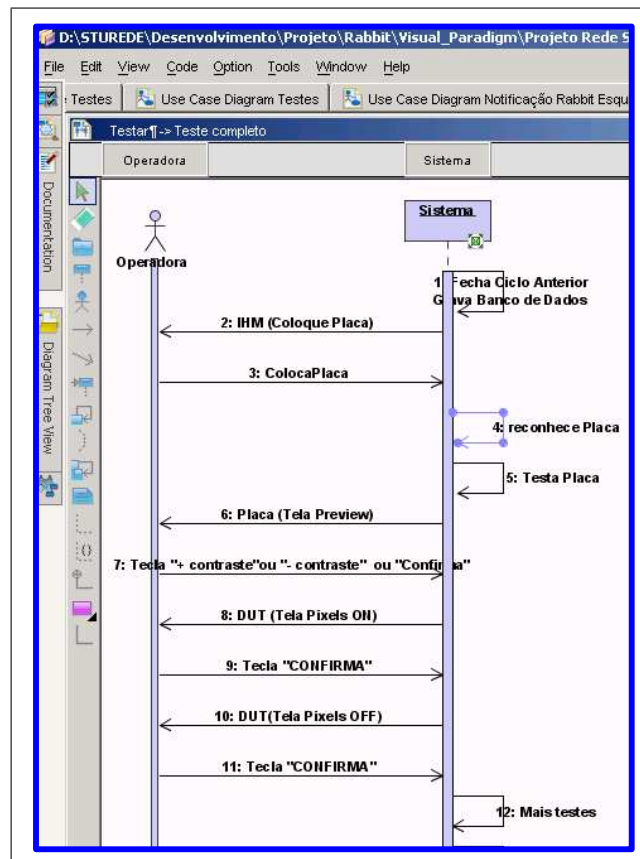 D:\STUREDE\Desenvolvimento\Projeto\Rabbit\Visual_Paradigm\Projeto Rede S
File Edit View Code Option Tools Window Help
: Testes Use Case Diagram Testes Use Case Diagram Notificação Rabbit Esqu
Testar¶ -> Teste completo
Operadora Sistema
Documentation
Diagram Tree View
Sistema
Operadora
1: Fecha Ciclo Anterior
Grava Banco de Dados
2: IHM (Coloque Placa)
3: ColocaPlaca
4: reconhece Placa
5: Testa Placa
6: Placa (Tela Preview)
7: Tecla "+ contraste"ou "- contraste" ou "Confirma"
8: DUT (Tela Pixels ON)
9: Tecla "CONFIRMA"
10: DUT(Tela Pixels OFF)
11: Tecla "CONFIRMA"
12: Mais testes